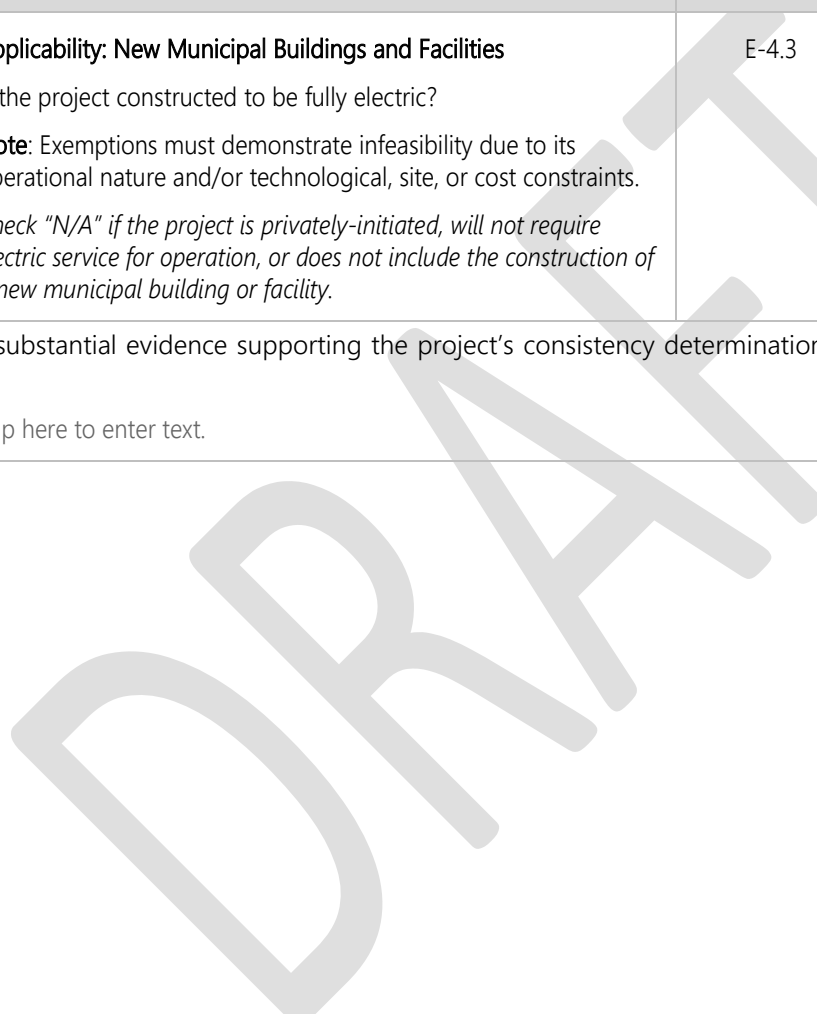 pplicability: New Municipal Buildings and Facilities
E-4.3
the project constructed to be fully electric?
ote: Exemptions must demonstrate infeasibility due to its
perational nature and/or technological, site, or cost constraints.
heck “N/A” if the project is privately-initiated, will not require
ectric service for operation, or does not include the construction of
new municipal building or facility.
substantial evidence supporting the project’s consistency determination
p here to enter text.
DRAFT